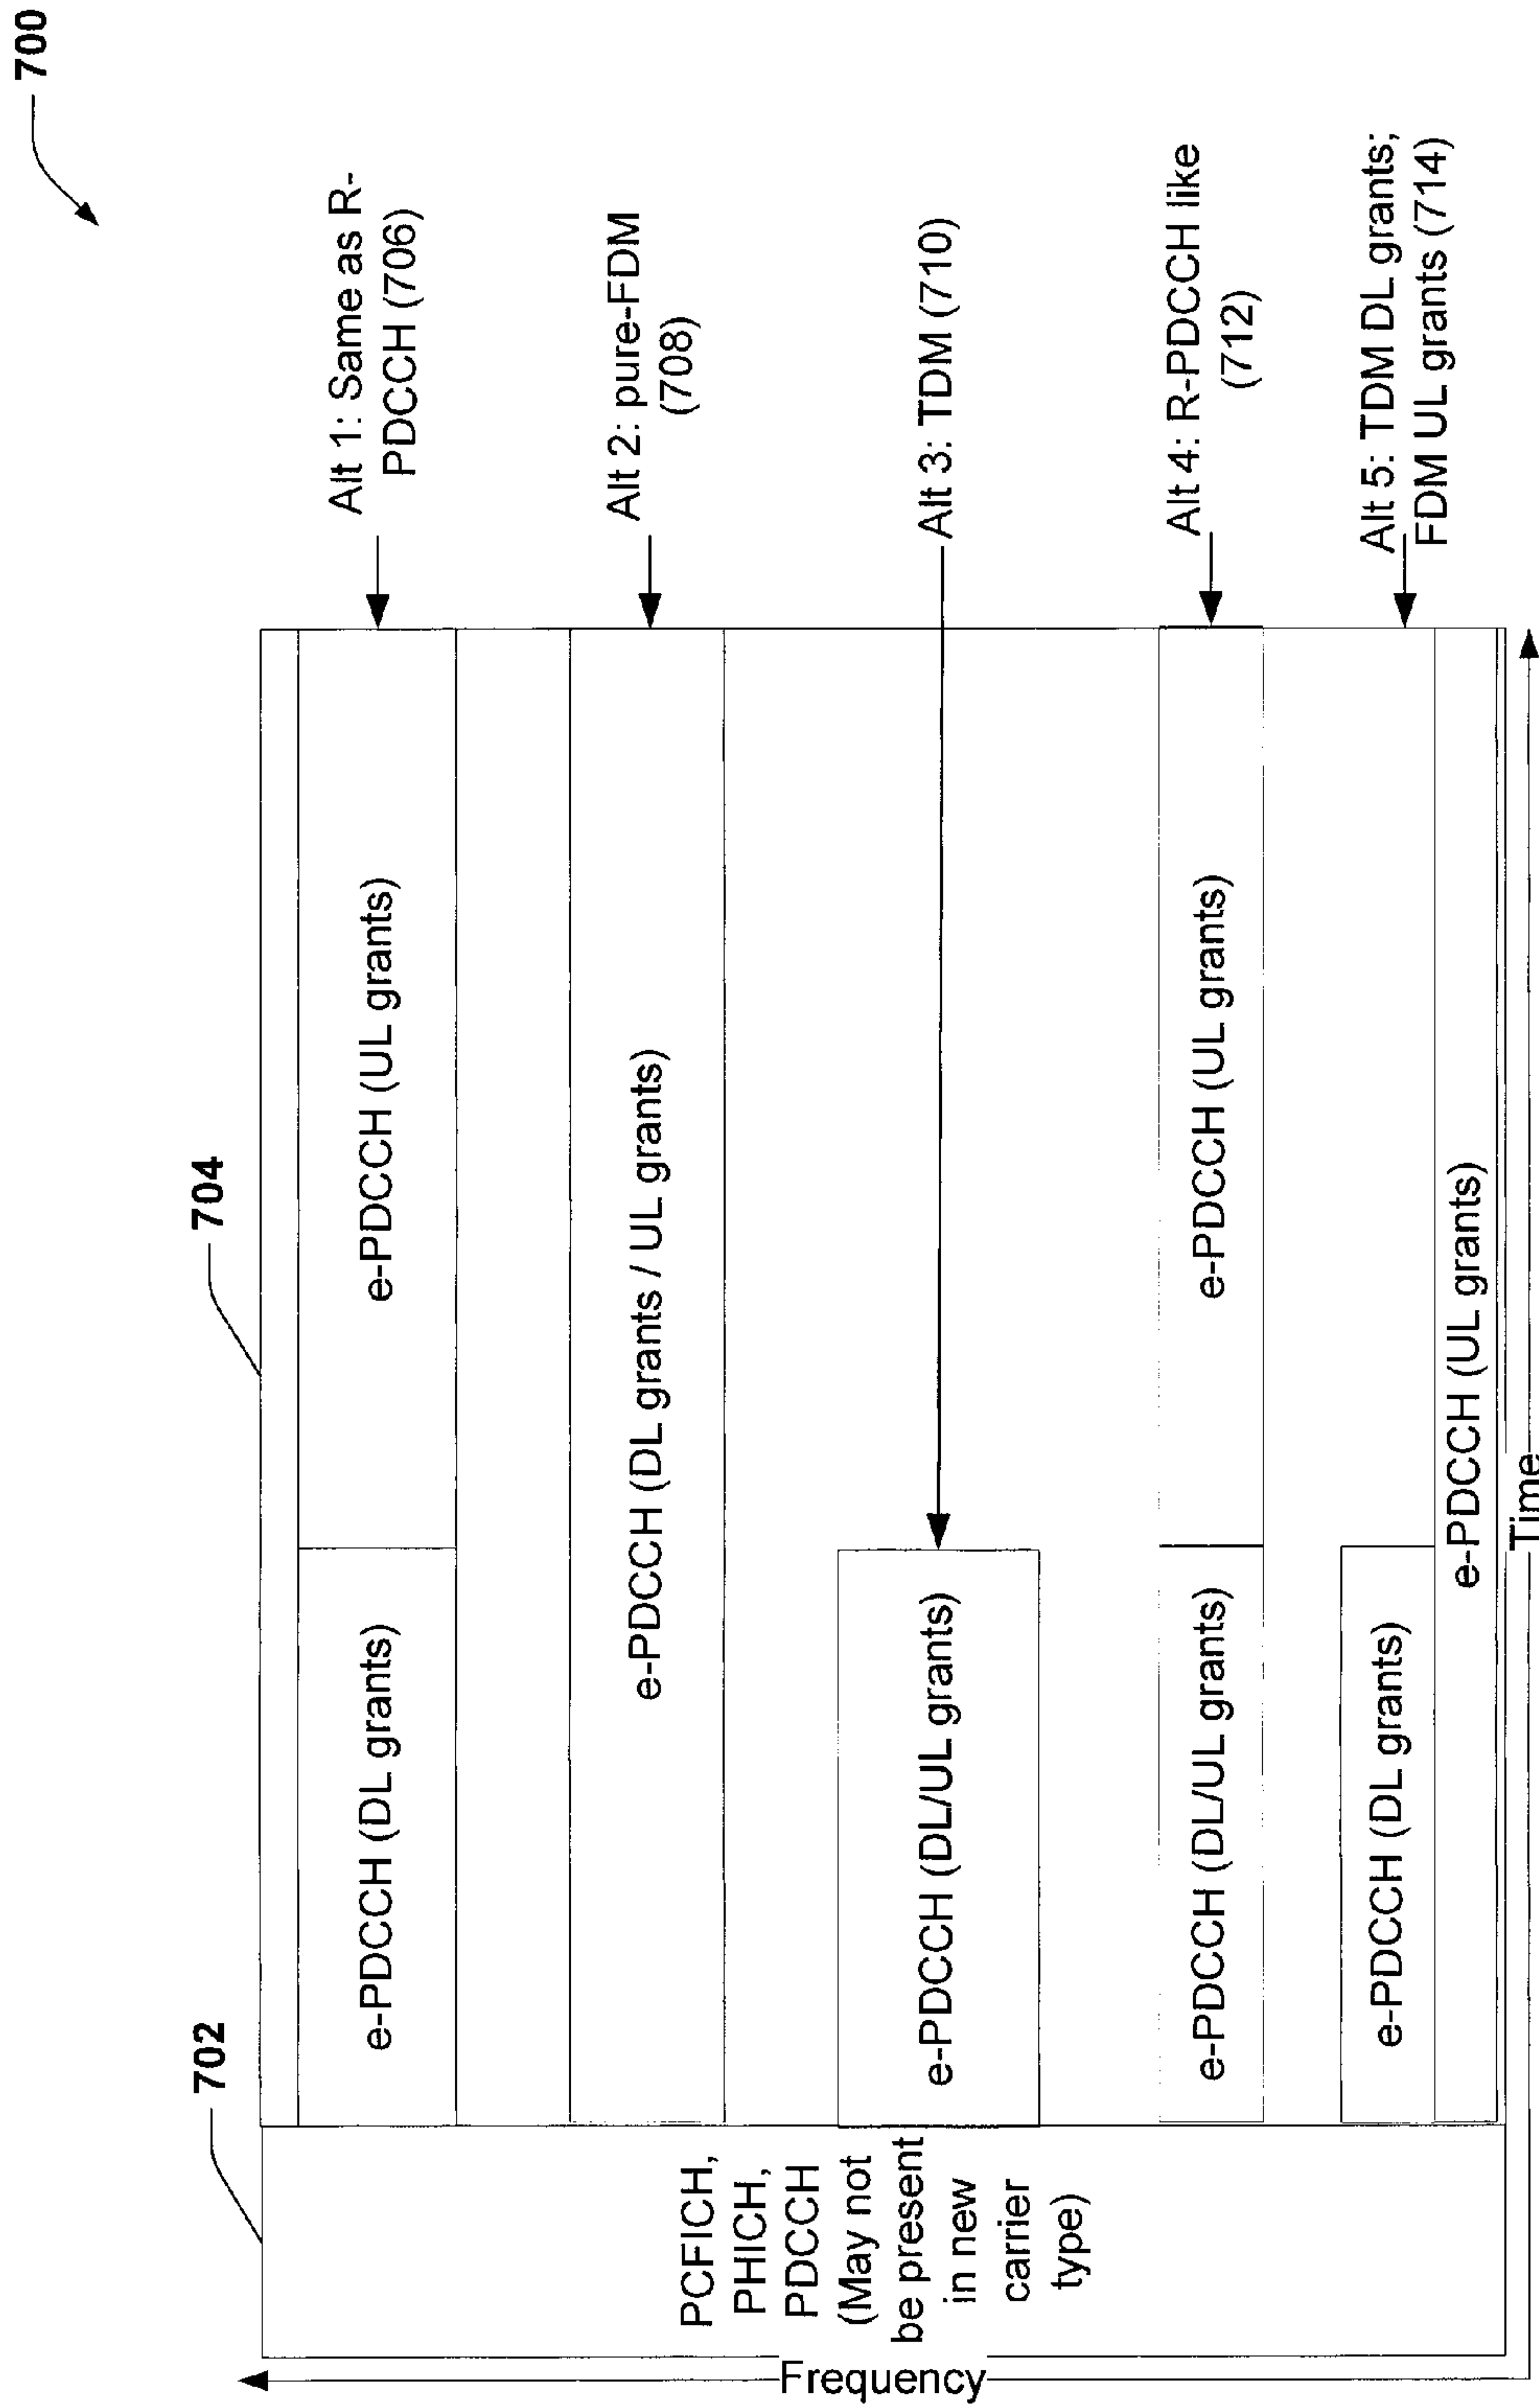 700
702
704
PCFICH,
PHICH,
PDCCH
(May not
be present
in new
carrier
type)
e-PDCCH (DL grants)
e-PDCCH (UL grants)
Alt 1: Same as R-
PDCCH (706)
e-PDCCH (DL grants / UL grants)
Alt 2: pure-FDM
(708)
e-PDCCH (DL/UL grants)
Alt 3: TDM (710)
e-PDCCH (DL/UL grants)
e-PDCCH (UL grants)
Alt 4: R-PDCCH like
(712)
e-PDCCH (DL grants)
e-PDCCH (UL grants)
Alt 5: TDM DL grants;
FDM UL grants (714)
Frequency
Time